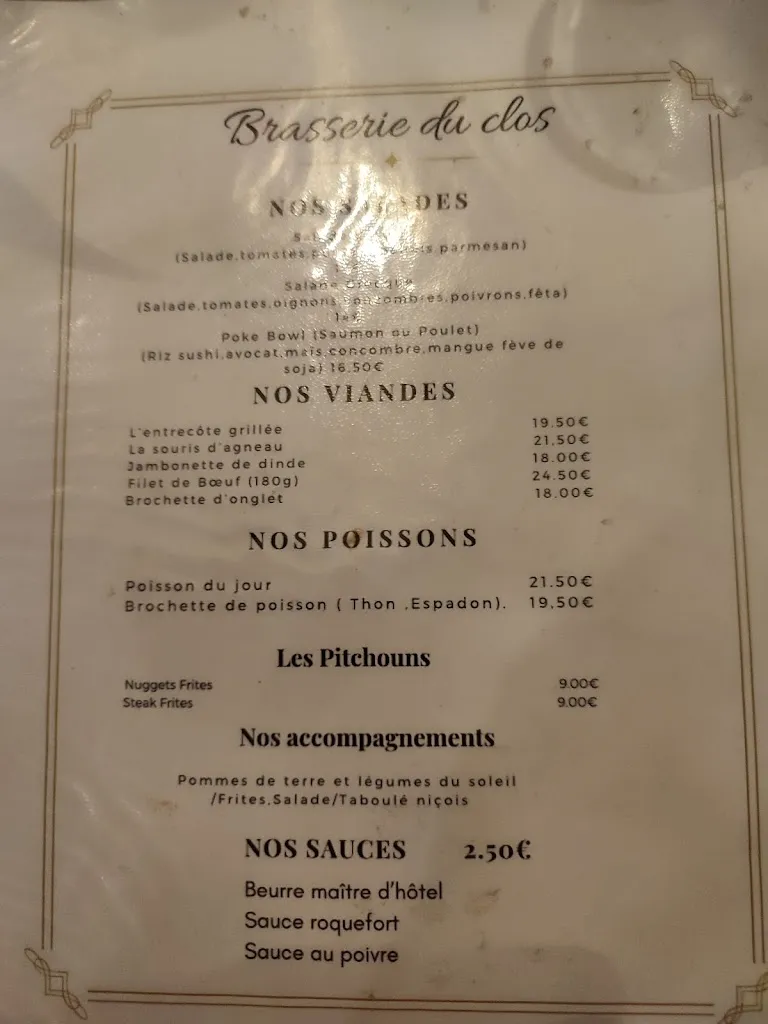 Brasserie du clos
NOS SALADES
(Salade,tomates, parmesan)
Salade
(Salade,tomates,oignons,concombres,poivrons,fêta)
Poke Bowl (Saumon ou Poulet)
(Riz sushi,avocat,maïs,concombre,mangue fève de
soja) 16.50€
NOS VIANDES
L'entrecôte grillée 19.50€
La souris d'agneau 21.50€
Jambonette de dinde 18.00€
Filet de Bœuf (180g) 24.50€
Brochette d'onglet 18.00€
NOS POISSONS
Poisson du jour 21.50€
Brochette de poisson ( Thon ,Espadon). 19,50€
Les Pitchouns
Nuggets Frites 9.00€
Steak Frites 9.00€
Nos accompagnements
Pommes de terre et légumes du soleil
/Frites,Salade/Taboulé niçois
NOS SAUCES 2.50€
Beurre maître d'hôtel
Sauce roquefort
Sauce au poivre